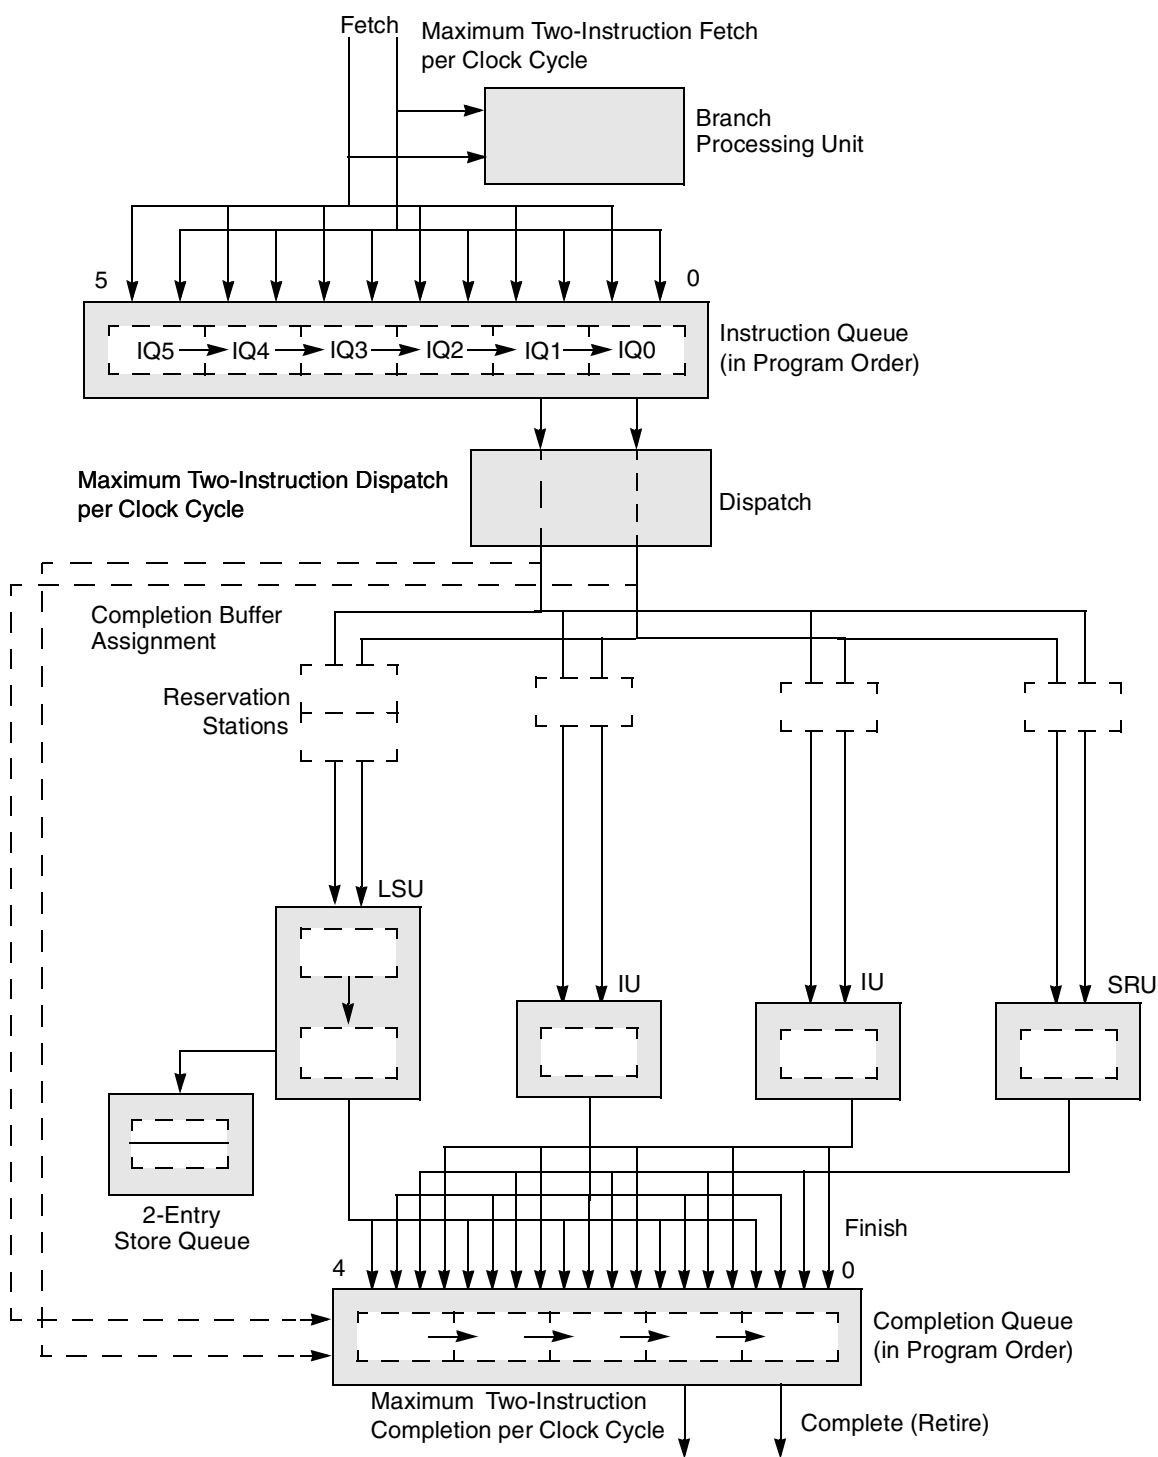 Fetch
Maximum Two-Instruction Fetch
per Clock Cycle
Branch
Processing Unit
5
0
IQ5
IQ4
IQ3
IQ2
IQ1
IQ0
Instruction Queue
(in Program Order)
Maximum Two-Instruction Dispatch
per Clock Cycle
Dispatch
Completion Buffer
Assignment
Reservation
Stations
LSU
IU
IU
SRU
2-Entry
Store Queue
Finish
4
0
Completion Queue
(in Program Order)
Maximum Two-Instruction
Completion per Clock Cycle
Complete (Retire)